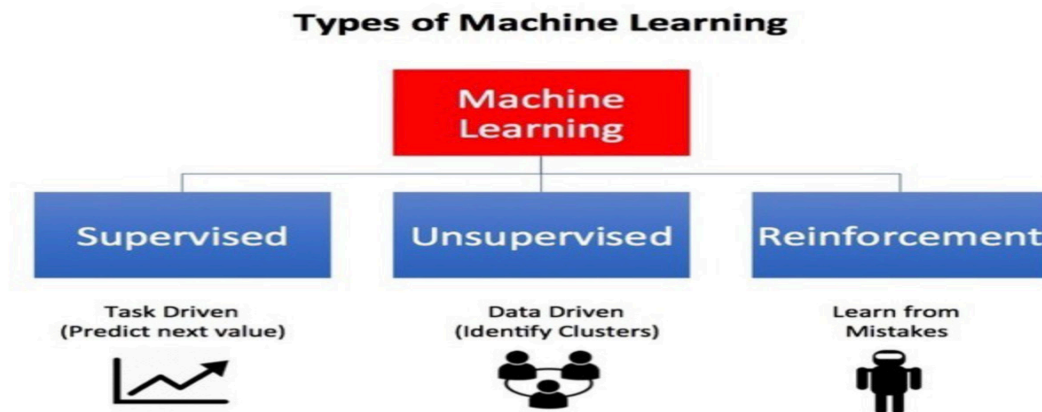 Types of Machine Learning
Machine
Learning
Supervised
Unsupervised
Reinforcement
Task Driven
(Predict next value)
Data Driven
(Identify Clusters)
Learn from
Mistakes